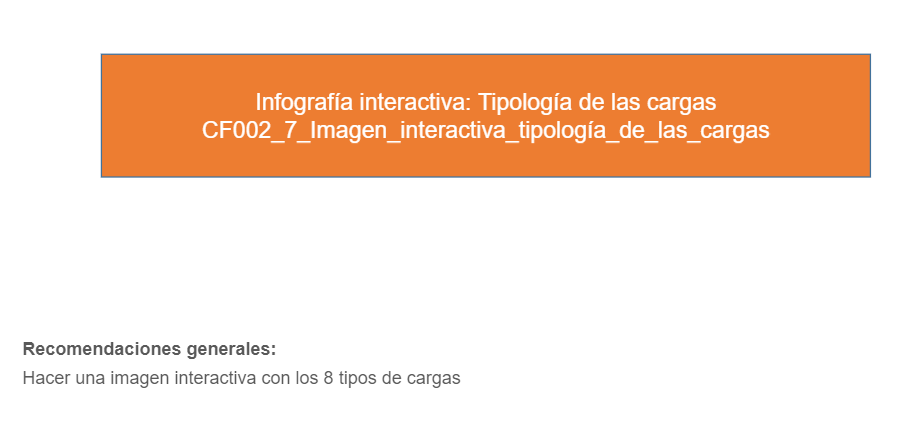 Infografía interactiva: Tipología de las cargas
CF002_7_Imagen_interactiva_tipología_de_las_cargas
Recomendaciones generales:
Hacer una imagen interactiva con los 8 tipos de cargas